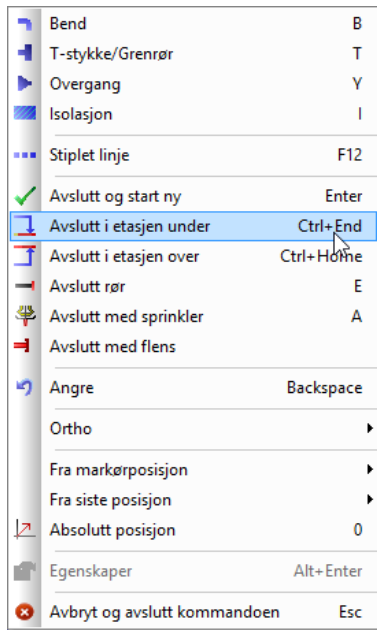 Bend B
T-stykke/Grenrør T
Overgang Y
Isolasjon I
Stiplet linje F12
Avslutt og start ny Enter
Avslutt i etasjen under Ctrl+End
Avslutt i etasjen over Ctrl+Home
Avslutt rør E
Avslutt med sprinkler A
Avslutt med flens
Angre Backspace
Ortho
Fra markørposisjon
Fra siste posisjon
Absolutt posisjon 0
Egenskaper Alt+Enter
Avbryt og avslutt kommandoen Esc